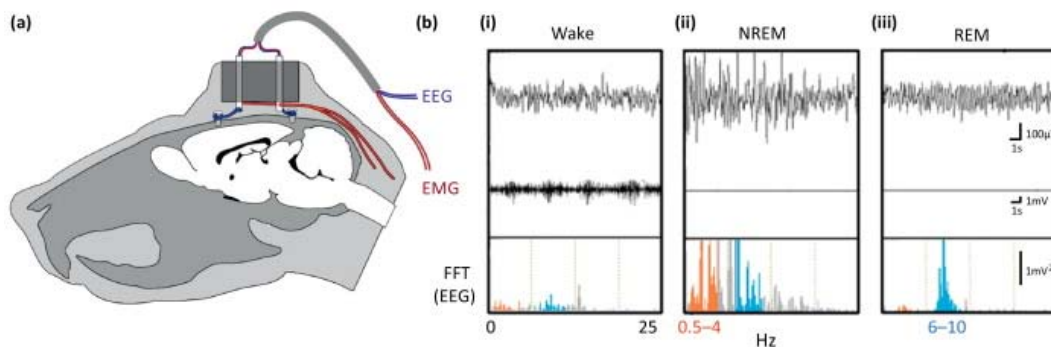 (a)
EEG
EMG
(b)
(i)
Wake
(ii)
NREM
(iii)
REM
100µ
1s
1mV
1s
FFT
(EEG)
1mV²
0
25
0.5–4
Hz
6–10